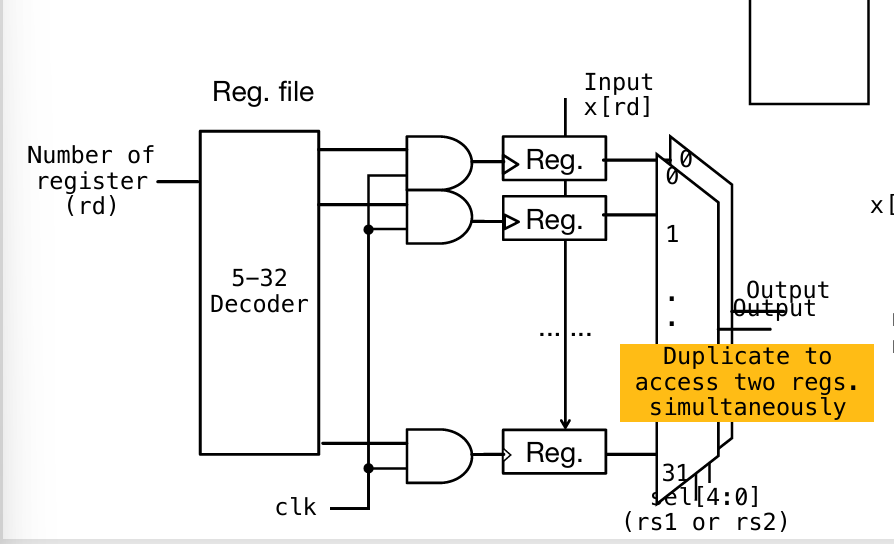 Reg. file
Input
x[rd]
Number of
register
(rd)
Reg.
0
0
Reg.
1
x[
5-32
Decoder
.
.
Output
Output
... ...
Duplicate to
access two regs.
simultaneously
Reg.
31
sel[4:0]
(rs1 or rs2)
clk